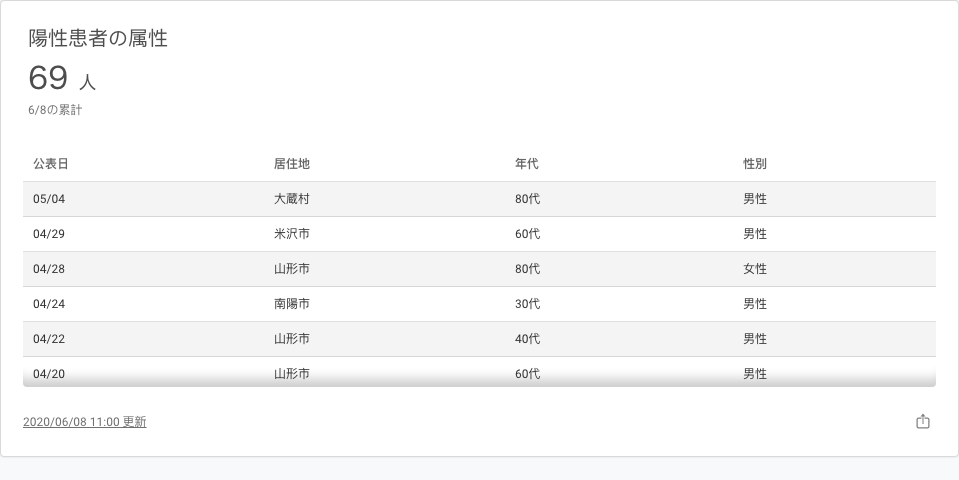 陽性患者の属性
69 人
6/8の累計
公表日 居住地 年代 性別
05/04 大蔵村 80代 男性
04/29 米沢市 60代 男性
04/28 山形市 80代 女性
04/24 南陽市 30代 男性
04/22 山形市 40代 男性
04/20 山形市 60代 男性
2020/06/08 11:00 更新